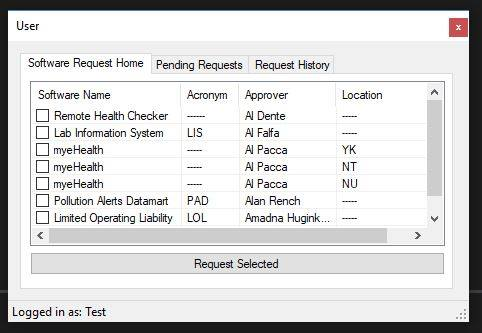 User
x
Software Request Home Pending Requests Request History
Software Name Acronym Approver Location
Remote Health Checker ----- Al Dente -----
Lab Information System LIS Al Falfa -----
myeHealth ----- Al Pacca YK
myeHealth ----- Al Pacca NT
myeHealth ----- Al Pacca NU
Pollution Alerts Datamart PAD Alan Rench -----
Limited Operating Liability LOL Amadna Hugink... -----
Request Selected
Logged in as: Test